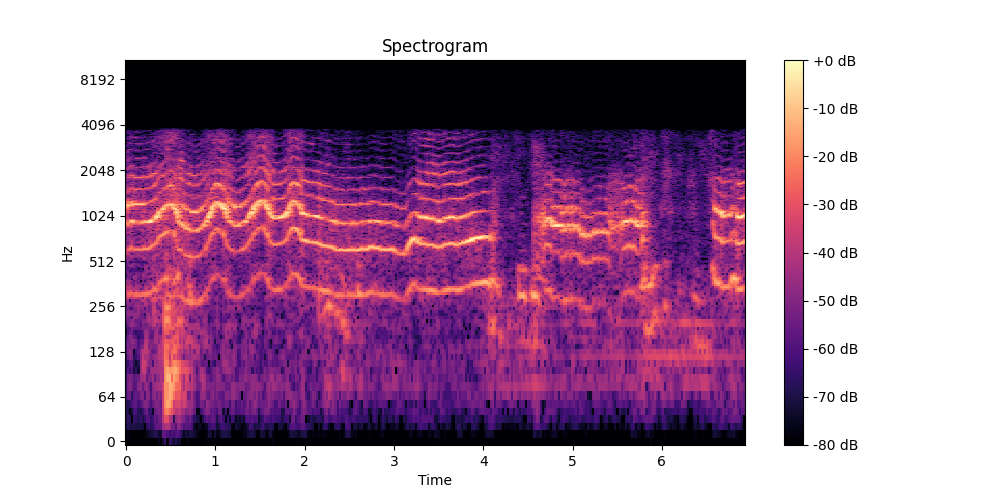 Spectrogram
8192
4096
2048
1024
512
256
128
64
0
Hz
0 1 2 3 4 5 6
Time
+0 dB
-10 dB
-20 dB
-30 dB
-40 dB
-50 dB
-60 dB
-70 dB
-80 dB